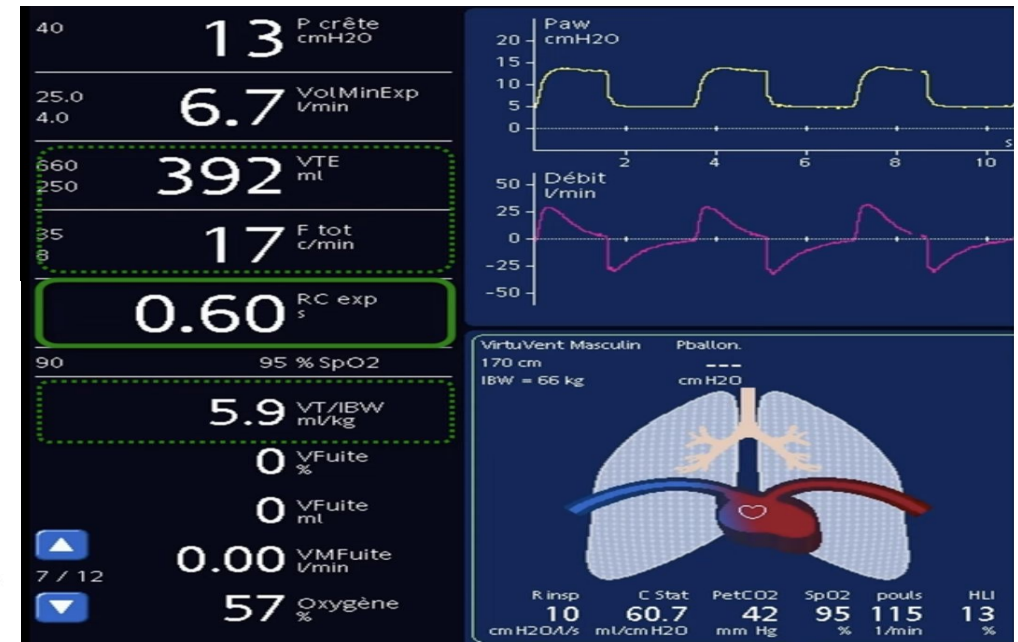 40 13 P crête
cmH2O
25.0 6.7 VolMinExp
4.0 l/min
660 392 VTE
250 ml
35 17 F tot
8 c/min
0.60 RC exp
s
90 95 % SpO2
5.9 VT/IBW
ml/kg
0 VFuite
%
0 VFuite
ml
0.00 VMFuite
l/min
7 / 12
57 Oxygène
%
Paw
cmH2O
20
15
10
5
0
s
2 4 6 8 10
Débit
l/min
50
25
0
-25
-50
VirtuVent Masculin Pballon.
170 cm ---
IBW = 66 kg cmH2O
R insp C Stat PetCO2 SpO2 pouls HLI
10 60.7 42 95 115 13
cmH2O/l/s ml/cmH2O mm Hg % 1/min %